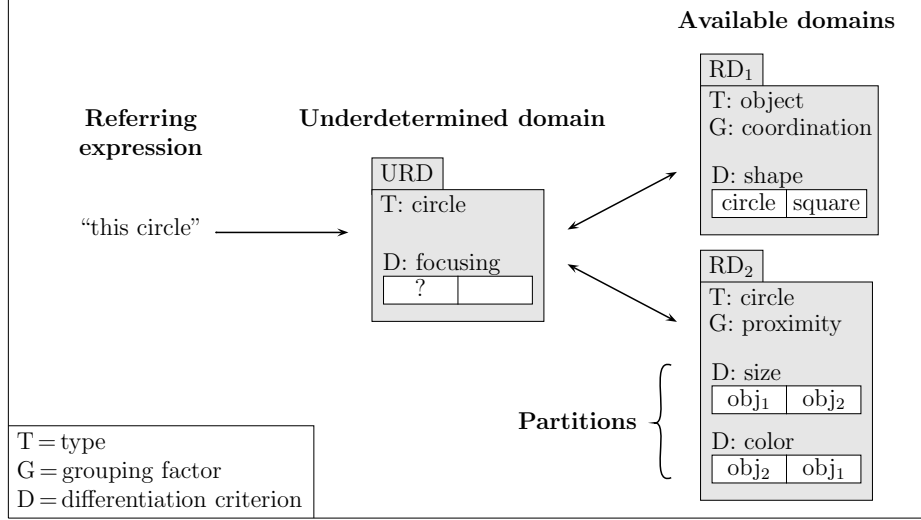 Available domains
RD₁
T: object
G: coordination
D: shape
circle square
Referring
expression
Underdetermined domain
URD
T: circle
D: focusing
?
“this circle”
RD₂
T: circle
G: proximity
D: size
obj₁ obj₂
Partitions
D: color
obj₂ obj₁
T = type
G = grouping factor
D = differentiation criterion